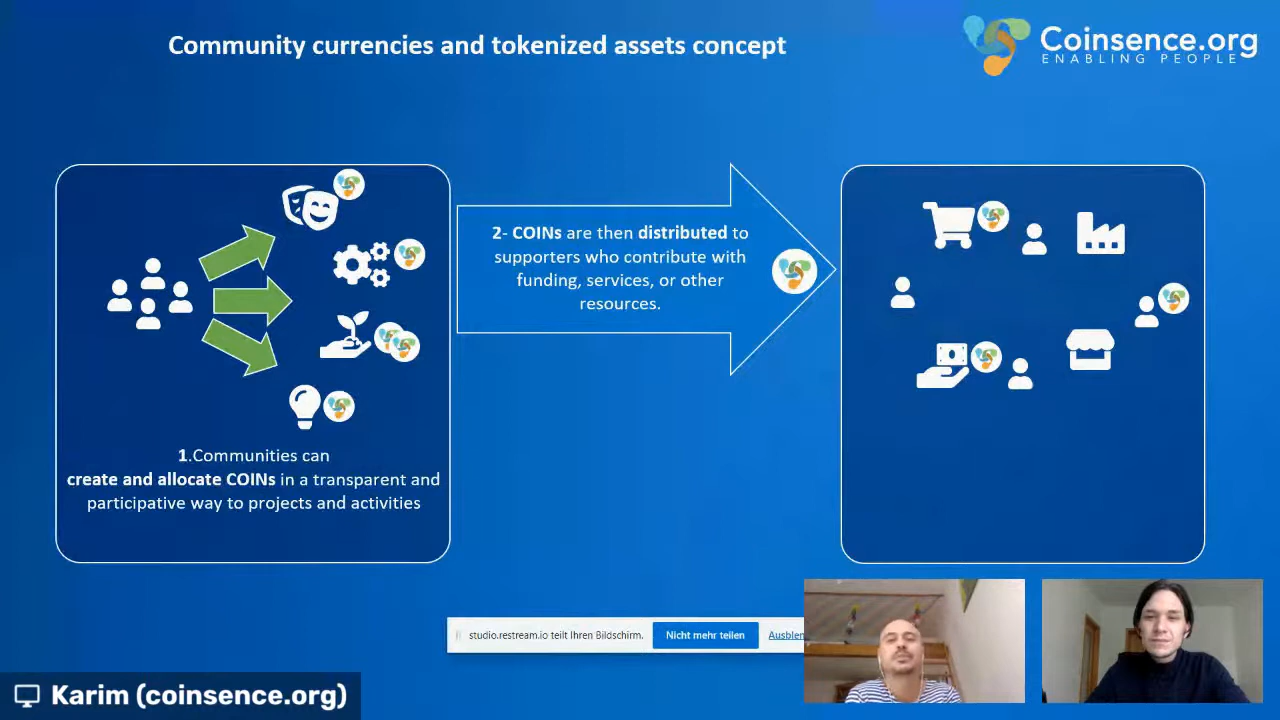 Community currencies and tokenized assets concept
Coinsence.org
ENABLING PEOPLE
2- COINs are then distributed to
supporters who contribute with
funding, services, or other
resources.
1.Communities can
create and allocate COINs in a transparent and
participative way to projects and activities
studio.restream.io teilt Ihren Bildschirm.
Nicht mehr teilen
Ausblen
Karim (coinsence.org)